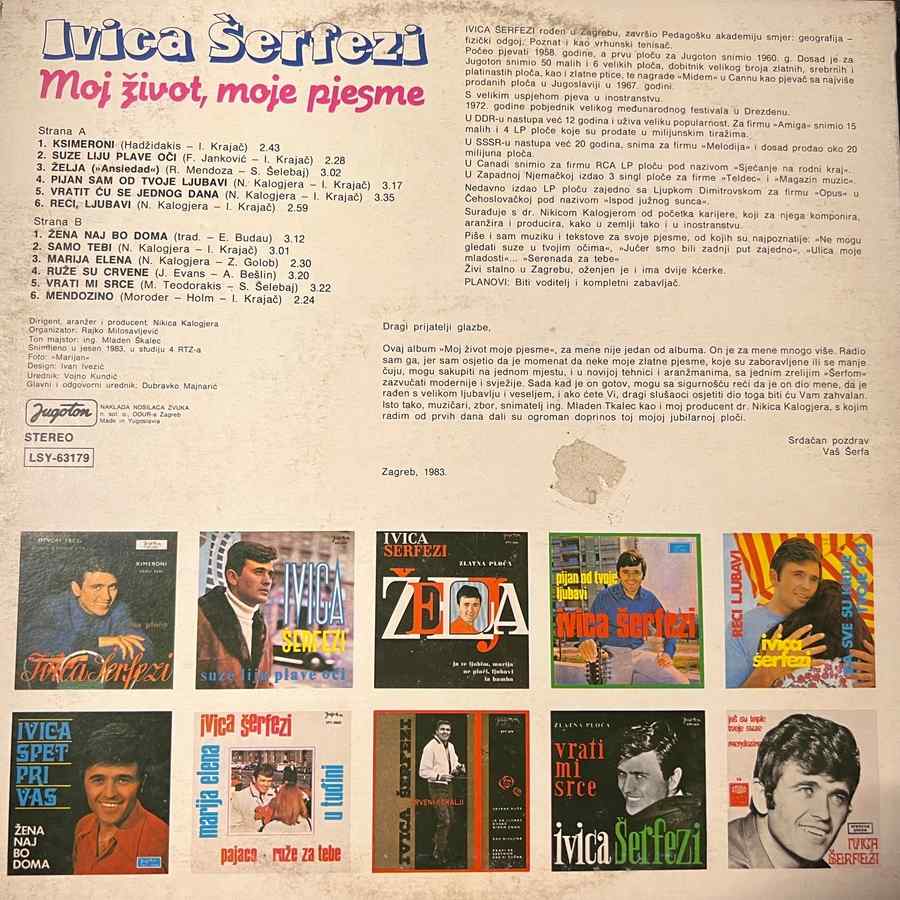 Ivica Šerfezi
Moj život, moje pjesme
Strana A
1. KSIMERONI (Hadžidakis – I. Krajač) 2.43
2. SUZE LIJU PLAVE OČI (F. Janković – I. Krajač) 2.28
3. ŽELJA (»Ansiedad«) (R. Mendoza – S. Šelebaj) 3.02
4. PIJAN SAM OD TVOJE LJUBAVI (N. Kalogjera – I. Krajač) 3.17
5. VRATIT ĆU SE JEDNOG DANA (N. Kalogjera – I. Krajač) 3.35
6. RECI, LJUBAVI (N. Kalogjera – I. Krajač) 2.59
Strana B
1. ŽENA NAJ BO DOMA (trad. – E. Budau) 3.12
2. SAMO TEBI (N. Kalogjera – I. Krajač) 3.01
3. MARIJA ELENA (N. Kalogjera – Z. Golob) 2.30
4. RUŽE SU CRVENE (J. Evans – A. Bešlin) 3.20
5. VRATI MI SRCE (M. Teodorakis – S. Šelebaj) 3.22
6. MENDOZINO (Moroder – Holm – I. Krajač) 2.24
Dirigent, aranžer i producent, Nikica Kalogjera
Organizator: Rajko Milosavljević
Ton majstor: ing. Mladen Škalec
Snimljeno u jesen 1983, u studiju 4 RTZ-a
Foto: »Marijan«
Design: Ivan Ivezić
Urednik: Vojno Kundić
Glavni i odgovorni urednik: Dubravko Majnarić
Jugoton
NAKLADA NOSILACA ZVUKA
n. sol. o., OOUR-a Zagreb
Made in Yugoslavia
STEREO
LSY-63179
IVICA ŠERFEZI rođen u Zagrebu, završio Pedagošku akademiju smjer: geografija –
fizički odgoj. Poznat i kao vrhunski tenisač.
Počeo pjevati 1958. godine, a prvu ploču za Jugoton snimio 1960. g. Dosad je za
Jugoton snimio 50 malih i 6 velikih ploča, dobitnik velikog broja zlatnih, srebrnih i
platinastih ploča, kao i zlatne ptice, te nagrade »Midem« u Cannu kao pjevač sa najviše
prodanih ploča u Jugoslaviji u 1967. godini.
S velikim uspjehom pjeva u inostranstvu.
1972. godine pobjednik velikog međunarodnog festivala u Drezdenu.
U DDR-u nastupa već 12 godina i uživa veliku popularnost. Za firmu »Amiga« snimio 15
malih i 4 LP ploče koje su prodate u milijunskim tiražima.
U SSSR-u nastupa već 20 godina, snima za firmu »Melodija« i dosad prodao oko 20
milijuna ploča.
U Canadi snimio za firmu RCA LP ploču pod nazivom »Sjećanje na rodni kraj«.
U Zapadnoj Njemačkoj izdao 3 singl ploče za firme »Teldec« i »Magazin muzic«.
Nedavno izdao LP ploču zajedno sa Ljupkom Dimitrovskom za firmu »Opus« u
Čehoslovačkoj pod nazivom »Ispod južnog sunca«.
Surađuje s dr. Nikicom Kalogjerom od početka karijere, koji za njega komponira,
aranžira i producira, kako u zemlji tako i u inostranstvu.
Piše i sam muziku i tekstove za svoje pjesme, od kojih su najpoznatije: »Ne mogu
gledati suze u tvojim očima«, »Jučer smo bili zadnji put zajedno«, »Ulica moje
mladosti«... »Serenada za tebe«
Živi stalno u Zagrebu, oženjen je i ima dvije kćerke.
PLANOVI: Biti voditelj i kompletni zabavljač.
Dragi prijatelji glazbe,
Ovaj album »Moj život moje pjesme«, za mene nije jedan od albuma. On je za mene mnogo više. Radio
sam ga, jer sam osjetio da je momenat da neke moje zlatne pjesme, koje su zaboravljene ili se manje
čuju, mogu sakupiti na jednom mjestu, i u novijoj tehnici i aranžmanima, sa jednim zrelijim »Šerfom«
zazvučati modernije i svježije. Sada kad je on gotov, mogu sa sigurnošću reći da je on dio mene, da je
rađen s velikom ljubavlju i veseljem, i ako ćete Vi, dragi slušaoci osjetiti dio toga biti ću Vam zahvalan.
Isto tako, muzičari, zbor, snimatelj ing. Mladen Tkalec kao i moj producent dr. Nikica Kalogjera, s kojim
radim od prvih dana dali su ogroman doprinos toj mojoj jubilarnoj ploči.
Srdačan pozdrav
Vaš Šerfa
Zagreb, 1983.
Ivica Šerfezi
IVICA
ŠERFEZI
suze liju plave oči
IVICA
ŠERFEZI
ZLATNA PLOČA
ŽELJA
ja te ljubim, marija
ne plači, ljubavi
la bamba
pijan od tvoje
ljubavi
ivica šerfezi
RECI LJUBAVI
ivica
šerfezi
IVICA
SPET
PRI
VAS
ŽENA
NAJ
BO
DOMA
ivica šerfezi
marija elena
u tuđini
pajaco - ruže za tebe
IVICA ŠERFEZI
CRVENI KORALJI
ZLATNA PLOČA
vrati
mi
srce
ivica Šerfezi
još su tople
tvoje suze
mendozino
IVICA
ŠERFEZI